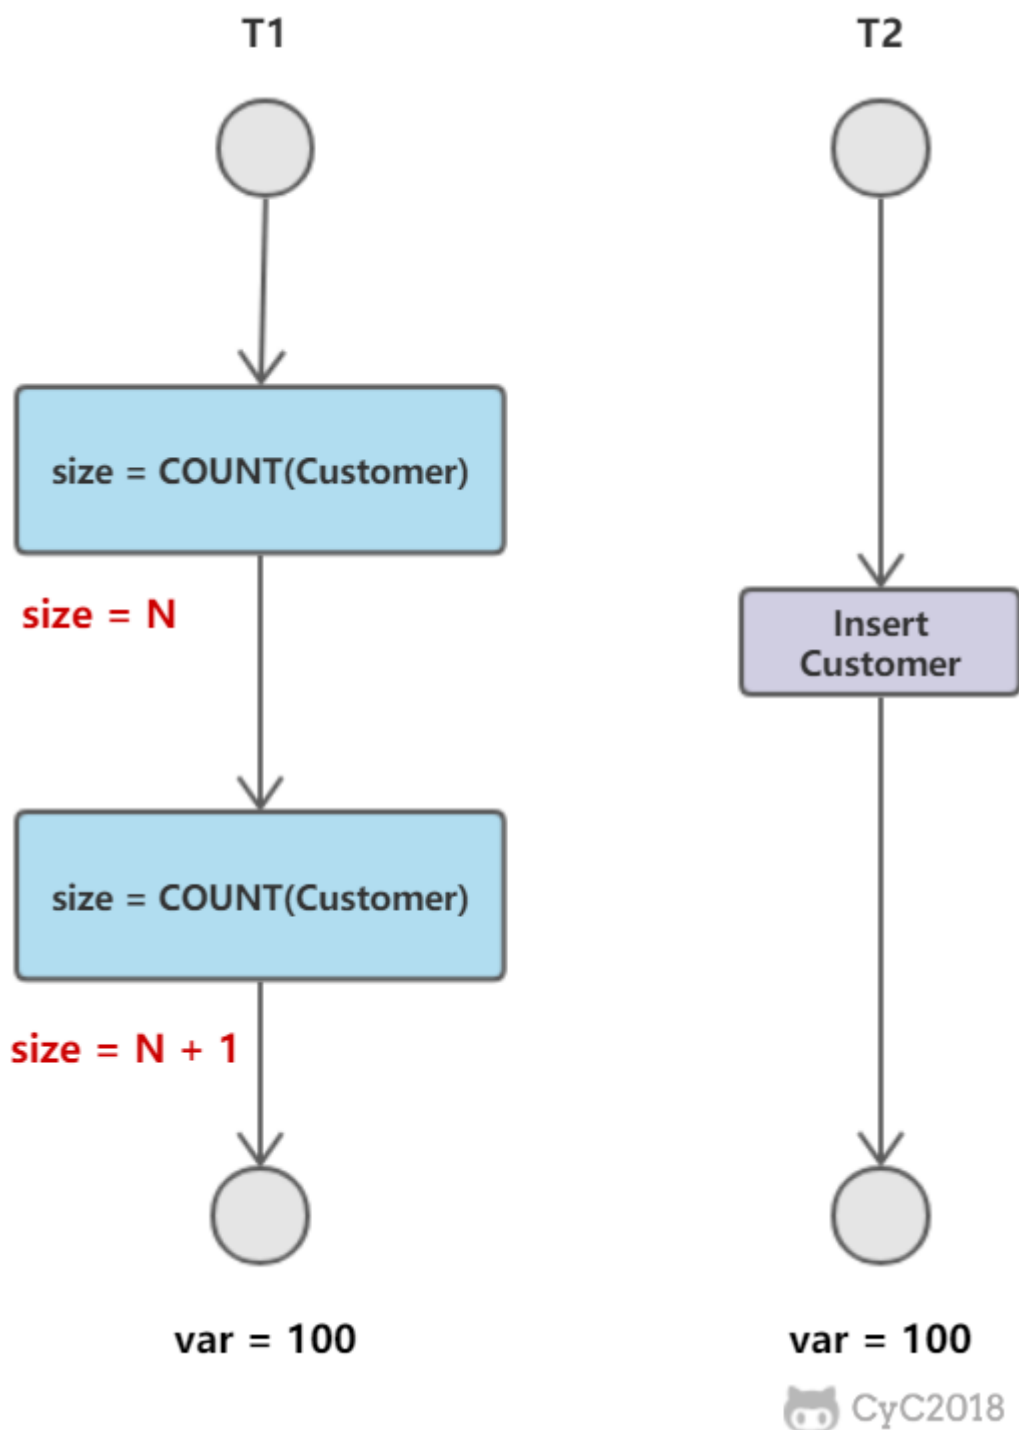 T1
T2
size = COUNT(Customer)
size = N
Insert
Customer
size = COUNT(Customer)
size = N + 1
var = 100
var = 100
CyC2018